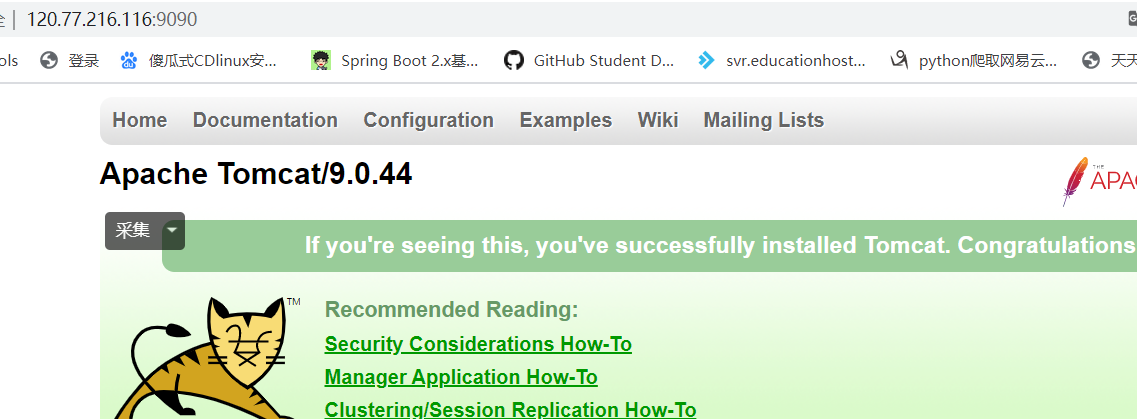 全 | 120.77.216.116:9090
ols 登录 傻瓜式CDlinux安... Spring Boot 2.x基... GitHub Student D... svr.educationhost... python爬取网易云... 天天
Home Documentation Configuration Examples Wiki Mailing Lists
Apache Tomcat/9.0.44
THE
APAC
采集
If you're seeing this, you've successfully installed Tomcat. Congratulations
TM
Recommended Reading:
Security Considerations How-To
Manager Application How-To
Clustering/Session Replication How-To